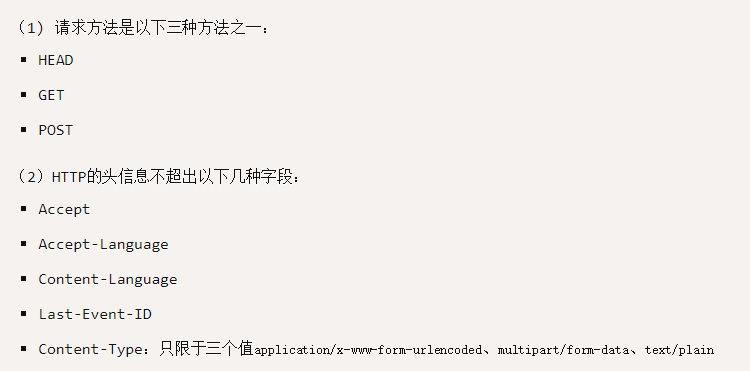 （1) 请求方法是以下三种方法之一：
▪ HEAD
▪ GET
▪ POST
（2）HTTP的头信息不超出以下几种字段：
▪ Accept
▪ Accept-Language
▪ Content-Language
▪ Last-Event-ID
▪ Content-Type：只限于三个值application/x-www-form-urlencoded、multipart/form-data、text/plain